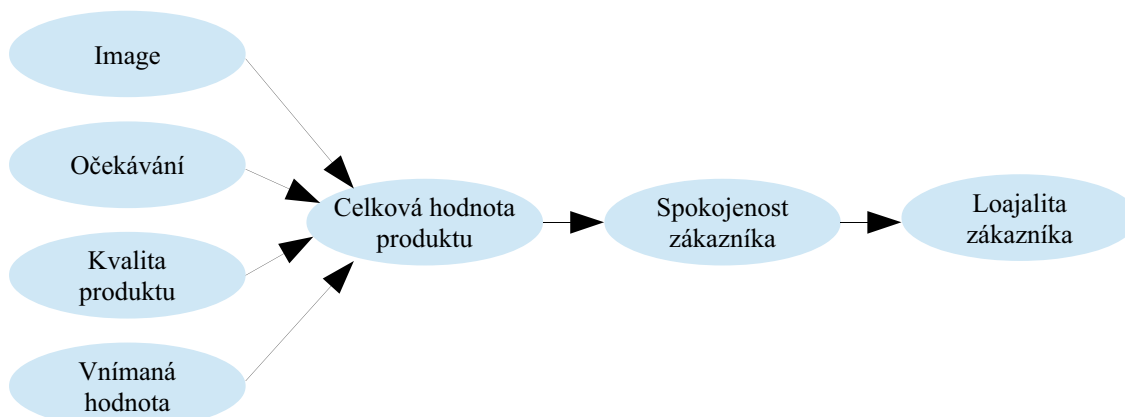 Image
Očekávání
Kvalita
produktu
Vnímaná
hodnota
Celková hodnota
produktu
Spokojenost
zákazníka
Loajalita
zákazníka